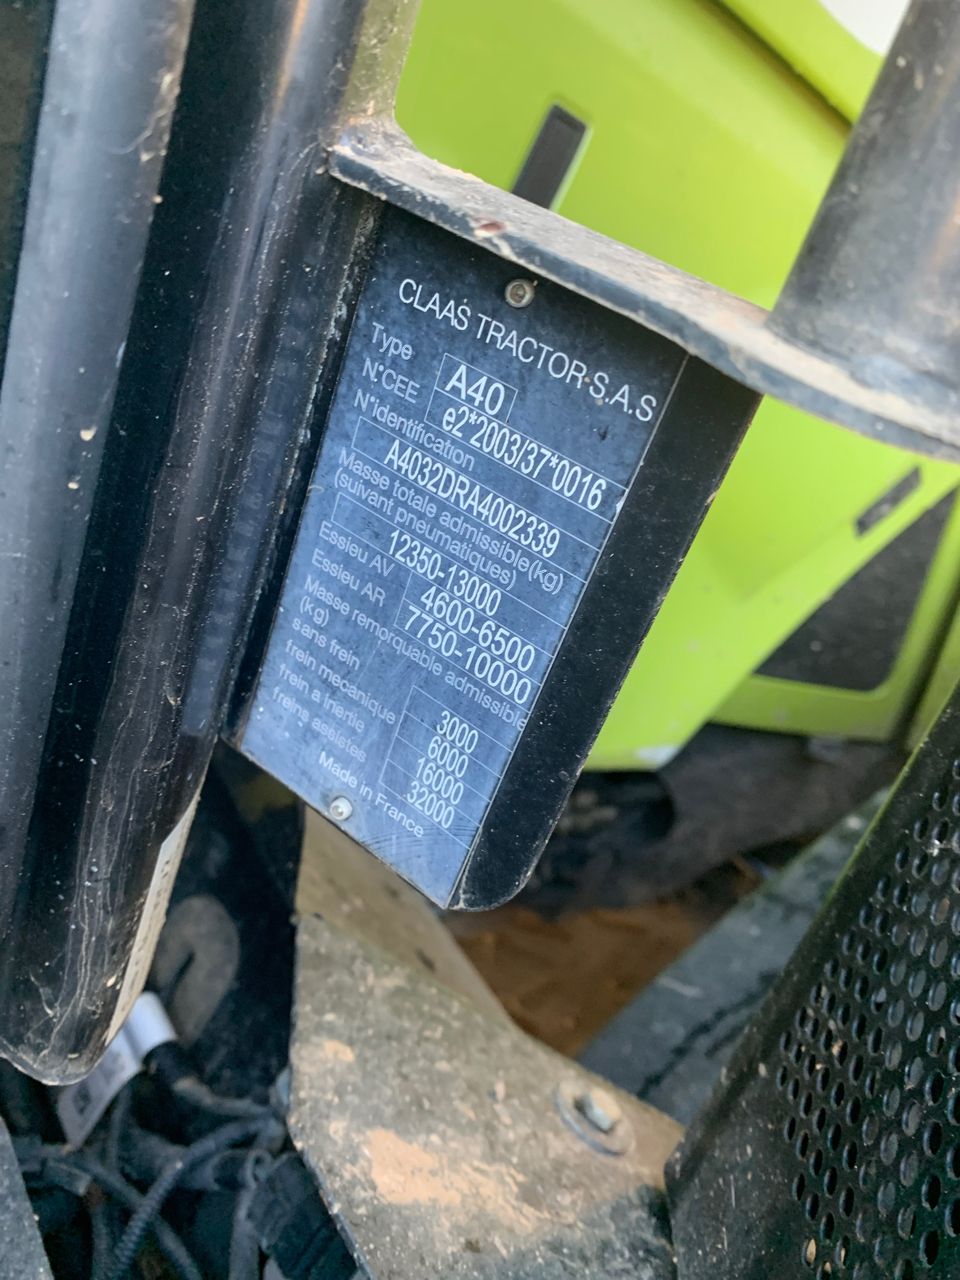 CLAAS TRACTOR S.A.S
Type A40
N°CEE e2*2003/37*0016
N°identification
A4032DRA4002339
Masse totale admissible(kg)
(suivant pneumatiques)
12350-13000
Essieu AV 4600-6500
Essieu AR 7750-10000
Masse remorquable admissible
(kg)
sans frein 3000
frein mecanique 6000
frein a inertie 16000
freins assistes 32000
Made in France